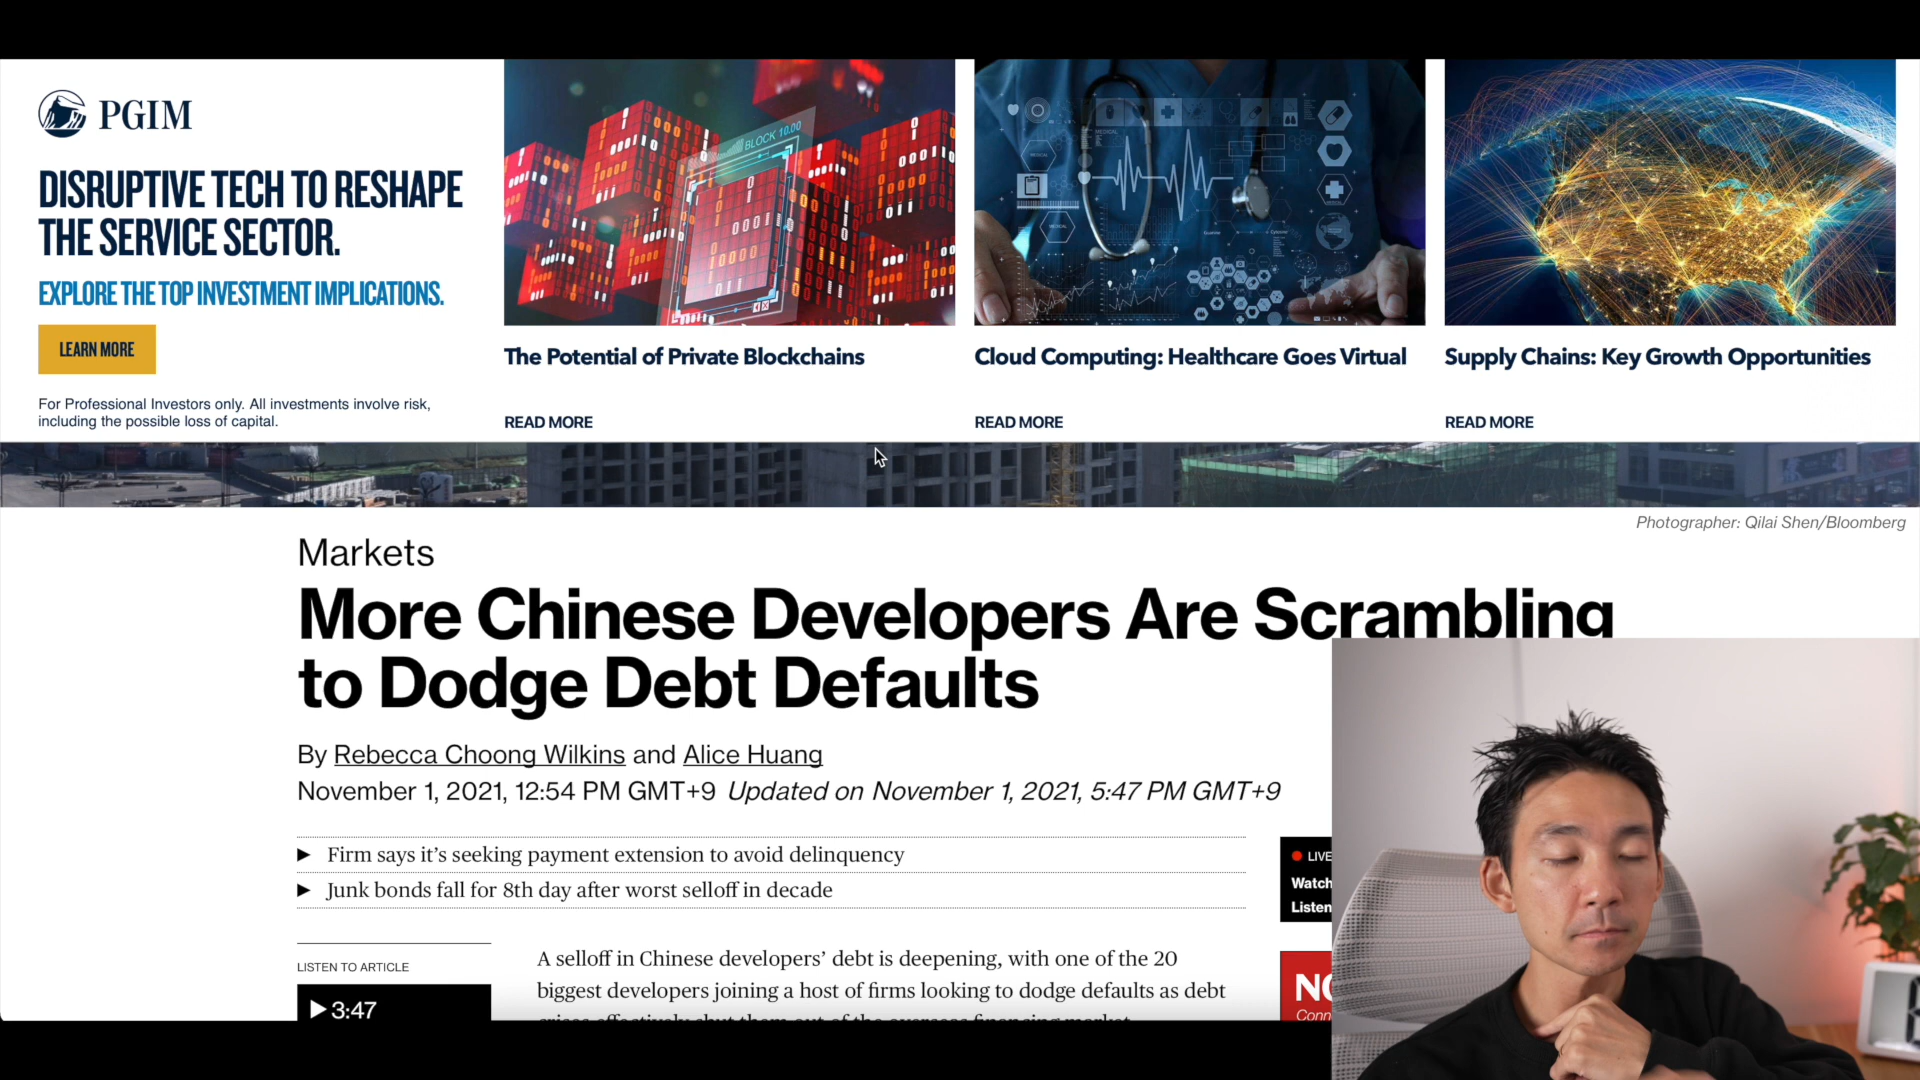 PGIM
DISRUPTIVE TECH TO RESHAPE
THE SERVICE SECTOR.
EXPLORE THE TOP INVESTMENT IMPLICATIONS.
LEARN MORE
For Professional Investors only. All investments involve risk,
including the possible loss of capital.
BLOCK 10.00
The Potential of Private Blockchains
READ MORE
MEDICAL
MEDICAL
MEDICAL
Cloud Computing: Healthcare Goes Virtual
READ MORE
Supply Chains: Key Growth Opportunities
READ MORE
Photographer: Qilai Shen/Bloomberg
Markets
More Chinese Developers Are Scrambling
to Dodge Debt Defaults
By Rebecca Choong Wilkins and Alice Huang
November 1, 2021, 12:54 PM GMT+9 Updated on November 1, 2021, 5:47 PM GMT+9
Firm says it's seeking payment extension to avoid delinquency
Junk bonds fall for 8th day after worst selloff in decade
LISTEN TO ARTICLE
3:47
A selloff in Chinese developers' debt is deepening, with one of the 20
biggest developers joining a host of firms looking to dodge defaults as debt
LIVE
Watch
Listen